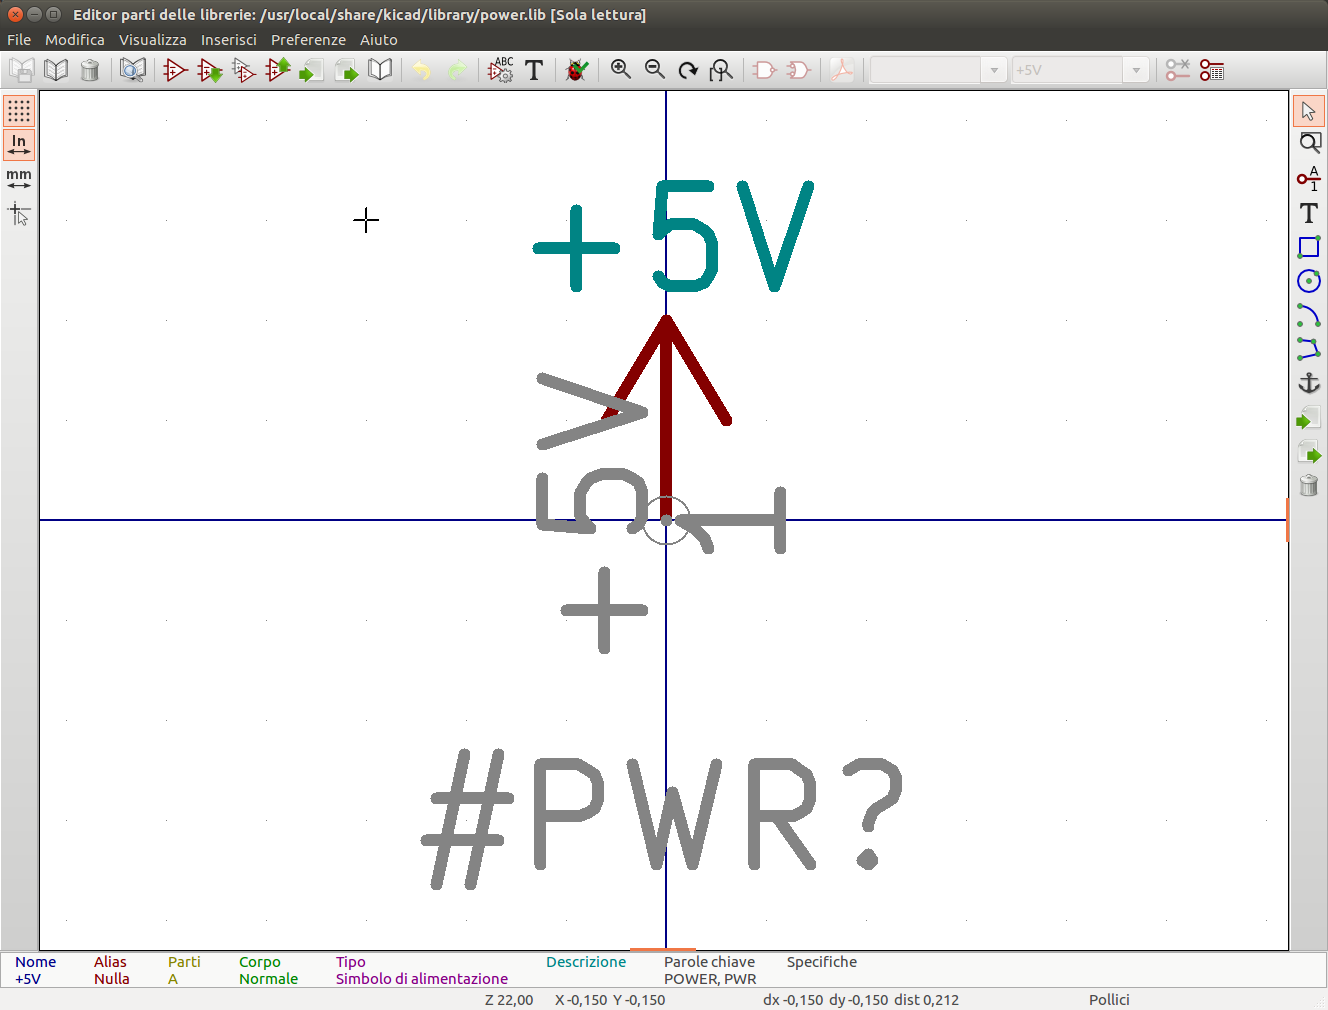 Editor parti delle librerie: /usr/local/share/kicad/library/power.lib [Sola lettura]
File Modifica Visualizza Inserisci Preferenze Aiuto
ABC T +5V
In
mm
A
1
T
+5V
+5V
1
#PWR?
Nome Alias Parti Corpo Tipo Descrizione Parole chiave Specifiche
+5V Nulla A Normale Simbolo di alimentazione POWER, PWR
Z 22,00 X -0,150 Y -0,150 dx -0,150 dy -0,150 dist 0,212 Pollici